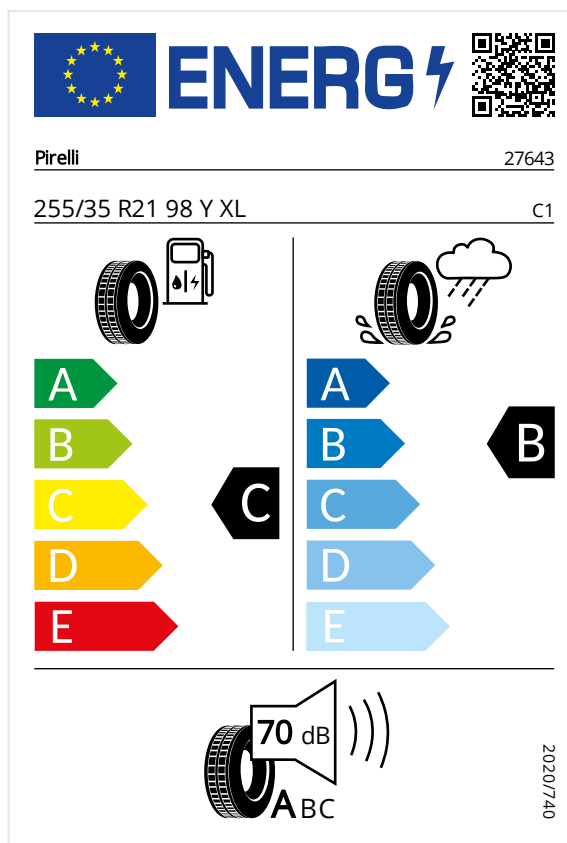 ENERG
Pirelli 27643
255/35 R21 98 Y XL C1
A A
B B B
C C C
D D
E E
70 dB
ABC
2020/740